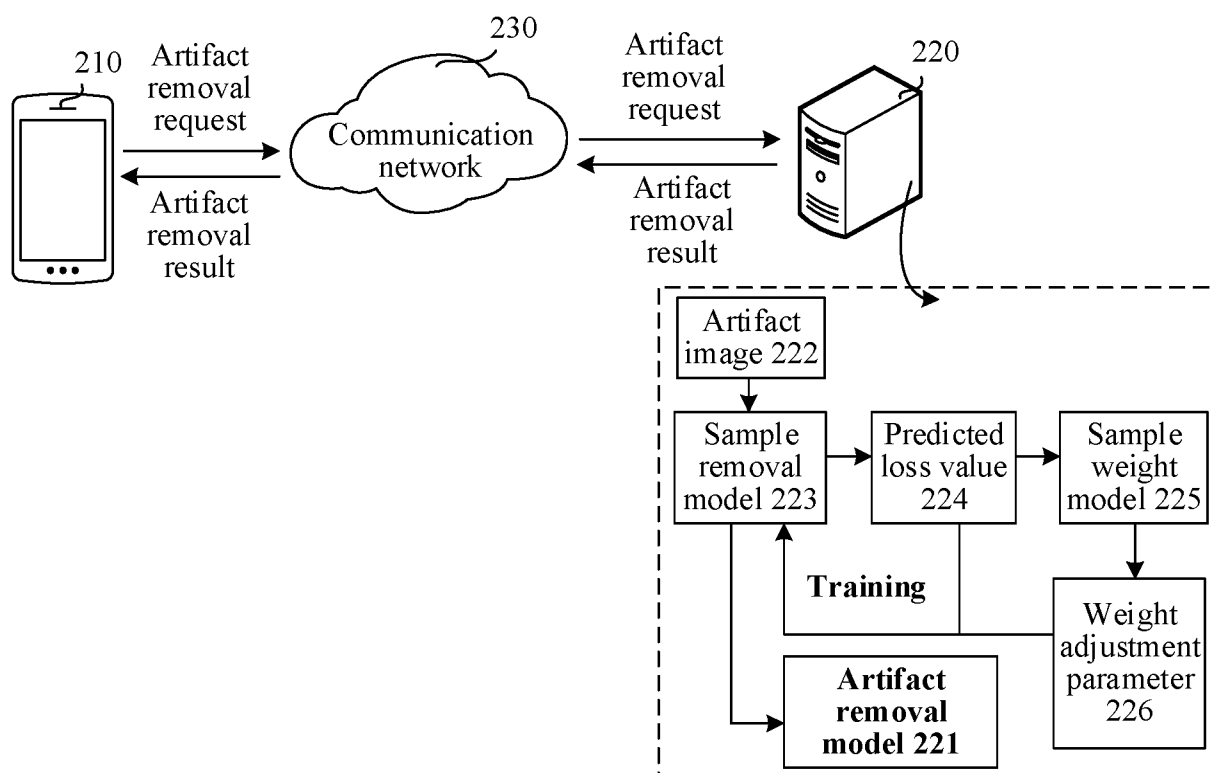 210
Artifact
removal
request
230
Communication
network
Artifact
removal
request
220
Artifact
removal
result
Artifact
removal
result
Artifact
image 222
Sample
removal
model 223
Predicted
loss value
224
Sample
weight
model 225
Training
Weight
adjustment
parameter
226
Artifact
removal
model 221